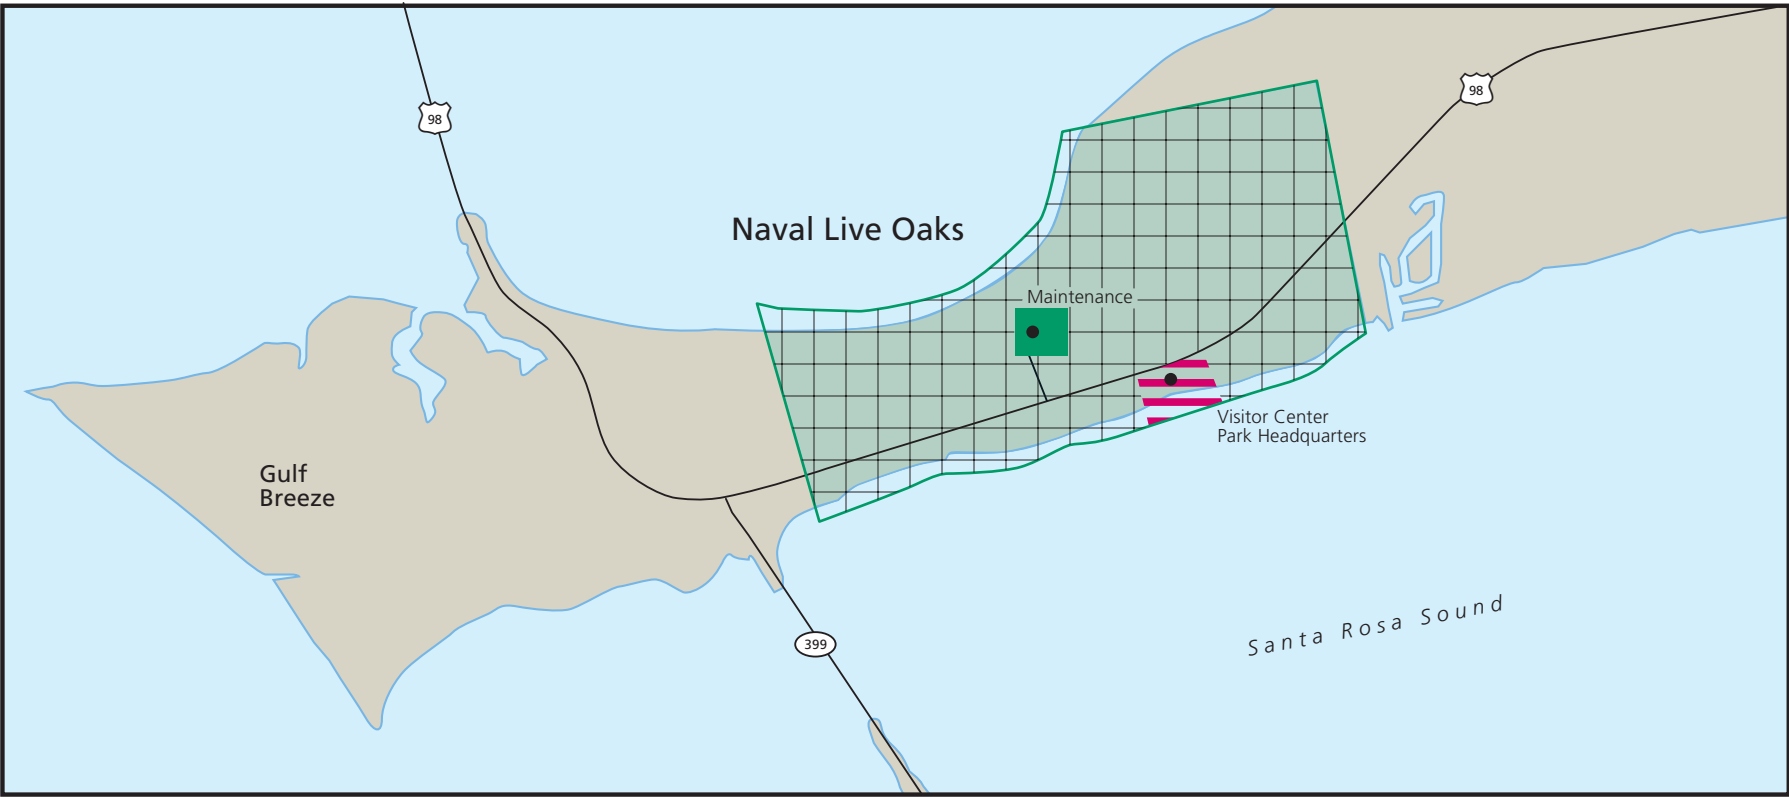 98
98
Naval Live Oaks
Maintenance
Visitor Center
Park Headquarters
Gulf
Breeze
Santa Rosa Sound
399